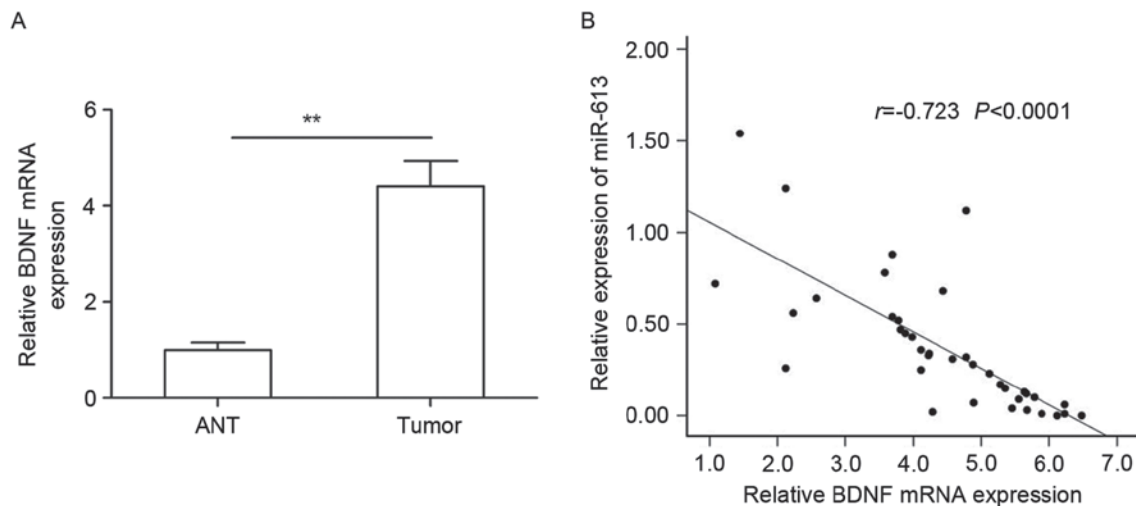 A
Relative BDNF mRNA
expression
6
4
2
0
**
ANT
Tumor
B
Relative expression of miR-613
2.00
1.50
1.00
0.50
0.00
r=-0.723 P<0.0001
1.0 2.0 3.0 4.0 5.0 6.0 7.0
Relative BDNF mRNA expression